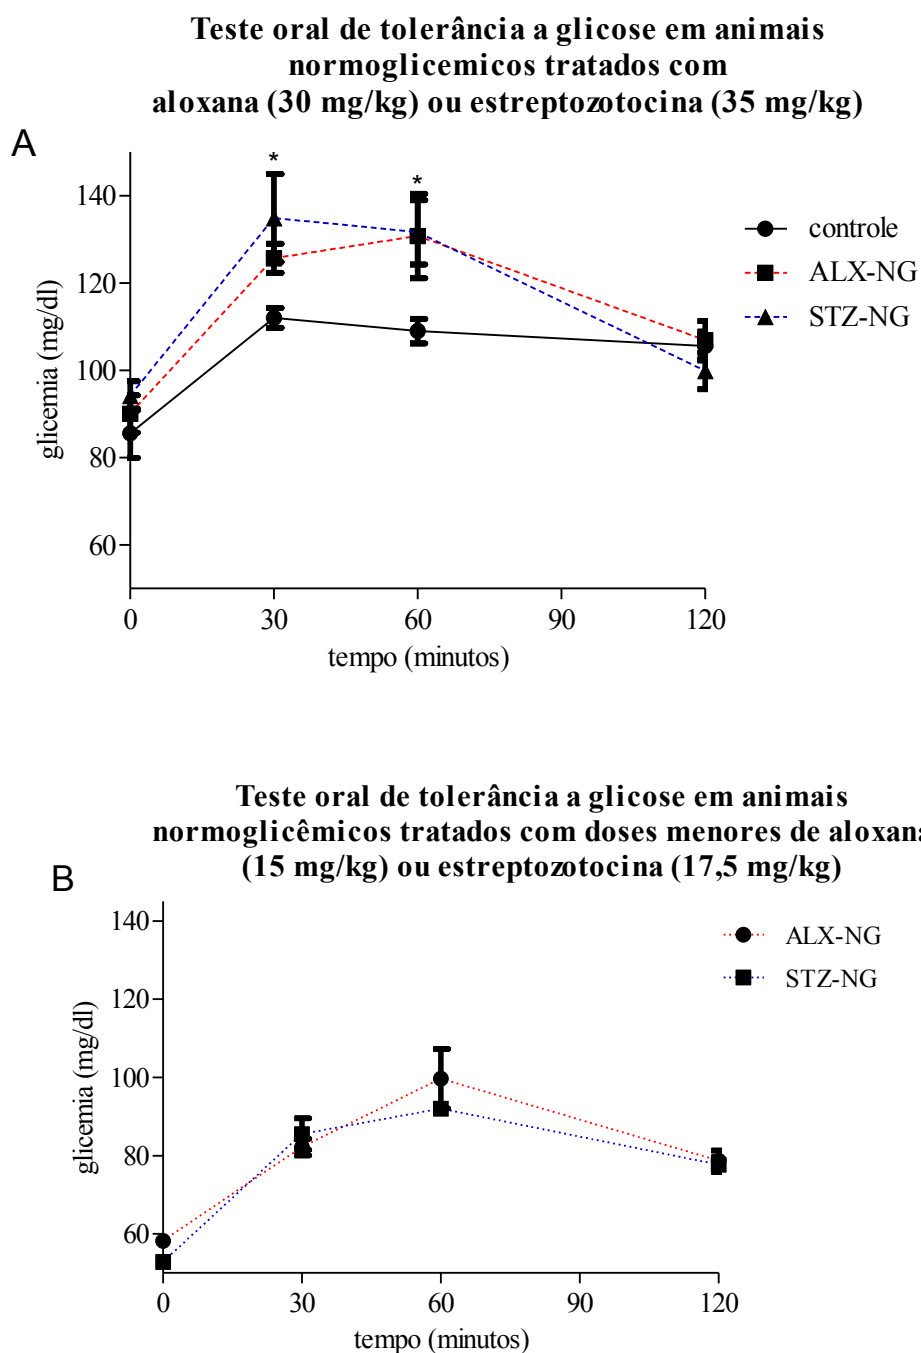 Teste oral de tolerância a glicose em animais
normoglicemicos tratados com
aloxana (30 mg/kg) ou estreptozotocina (35 mg/kg)
A
*
*
140
120
100
80
60
glicemia (mg/dl)
controle
ALX-NG
STZ-NG
0 30 60 90 120
tempo (minutos)
Teste oral de tolerância a glicose em animais
normoglicêmicos tratados com doses menores de aloxana
(15 mg/kg) ou estreptozotocina (17,5 mg/kg)
B
140
120
100
80
60
glicemia (mg/dl)
ALX-NG
STZ-NG
0 30 60 90 120
tempo (minutos)